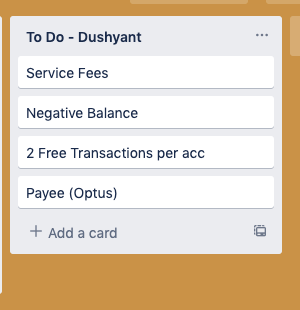 To Do - Dushyant
Service Fees
Negative Balance
2 Free Transactions per acc
Payee (Optus)
+ Add a card